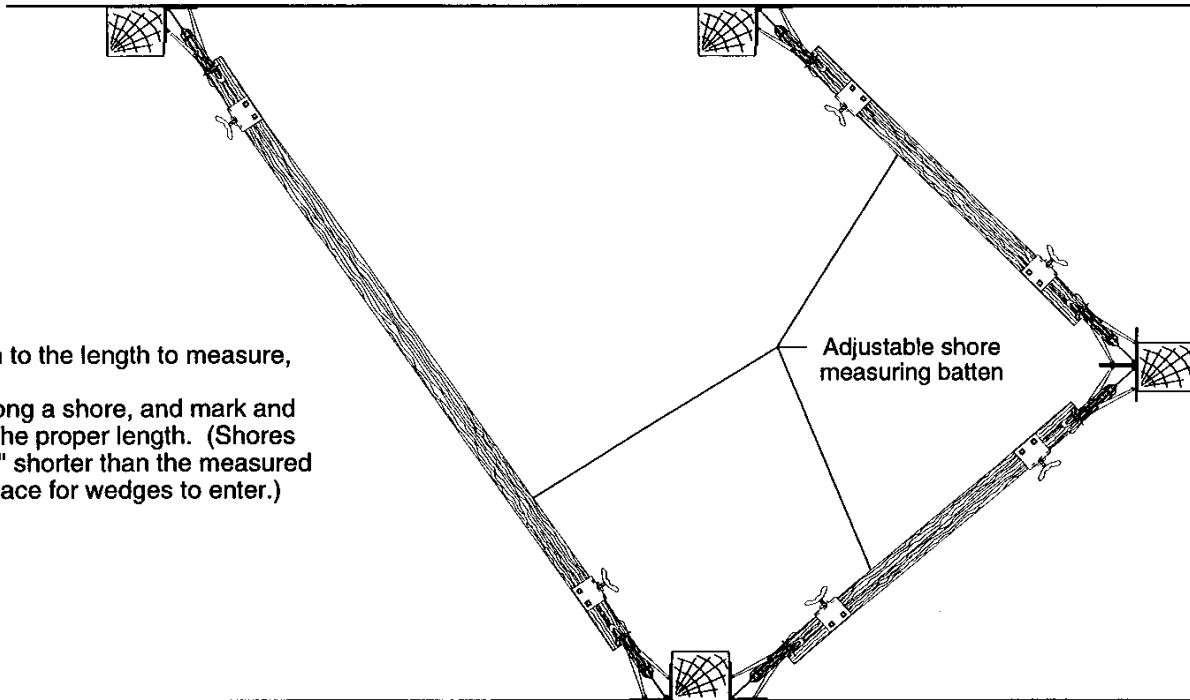 to the length to measure,
ong a shore, and mark and
he proper length. (Shores
" shorter than the measured
ace for wedges to enter.)
Adjustable shore
measuring batten